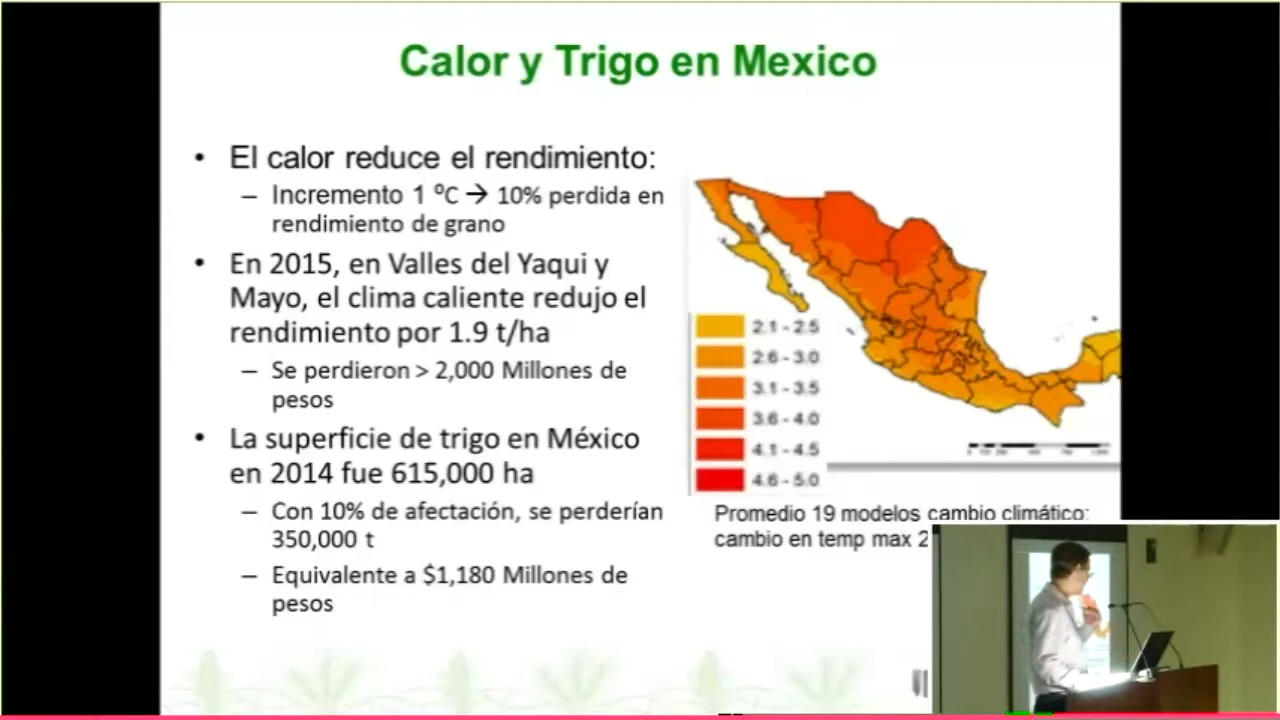 Calor y Trigo en Mexico
• El calor reduce el rendimiento:
– Incremento 1 ºC → 10% perdida en
rendimiento de grano
• En 2015, en Valles del Yaqui y
Mayo, el clima caliente redujo el
rendimiento por 1.9 t/ha
– Se perdieron > 2,000 Millones de
pesos
• La superficie de trigo en México
en 2014 fue 615,000 ha
– Con 10% de afectación, se perderían
350,000 t
– Equivalente a $1,180 Millones de
pesos
2.1 - 2.5
2.6 - 3.0
3.1 - 3.5
3.6 - 4.0
4.1 - 4.5
4.6 - 5.0
Promedio 19 modelos cambio climático:
cambio en temp max 2